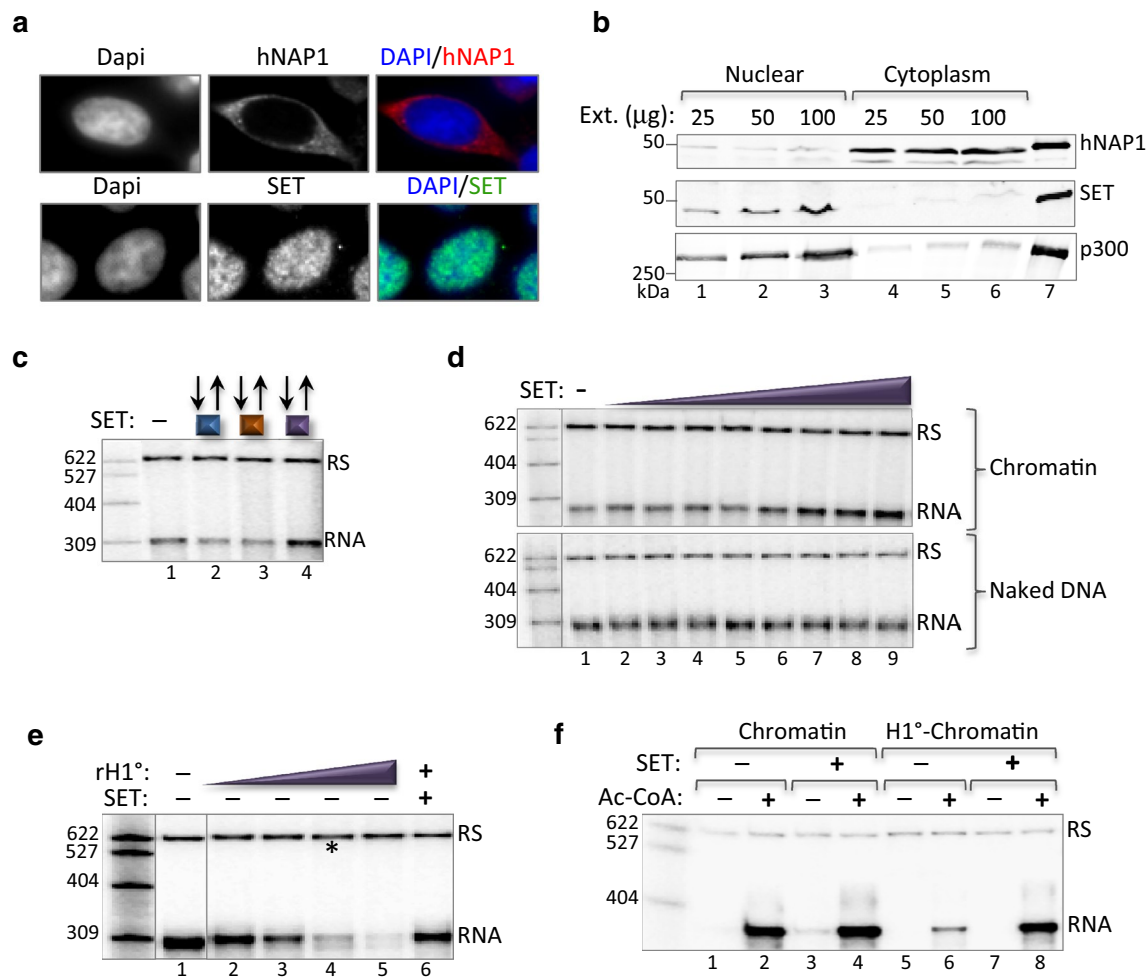 a
Dapi hNAP1 DAPI/hNAP1
Dapi SET DAPI/SET
b
Nuclear Cytoplasm
Ext. (μg): 25 50 100 25 50 100
50 hNAP1
50 SET
p300
250
kDa 1 2 3 4 5 6 7
c
SET: –
622 RS
527
404
309 RNA
1 2 3 4
d
SET: –
622 RS
404
309 RNA
Chromatin
622 RS
404
309 RNA
Naked DNA
1 2 3 4 5 6 7 8 9
e
rH1°: – +
SET: – – – – – +
622 RS
527 *
404
309 RNA
1 2 3 4 5 6
f
Chromatin H1°-Chromatin
SET: – + – +
Ac-CoA: – + – + – + – +
622 RS
527
404
RNA
1 2 3 4 5 6 7 8